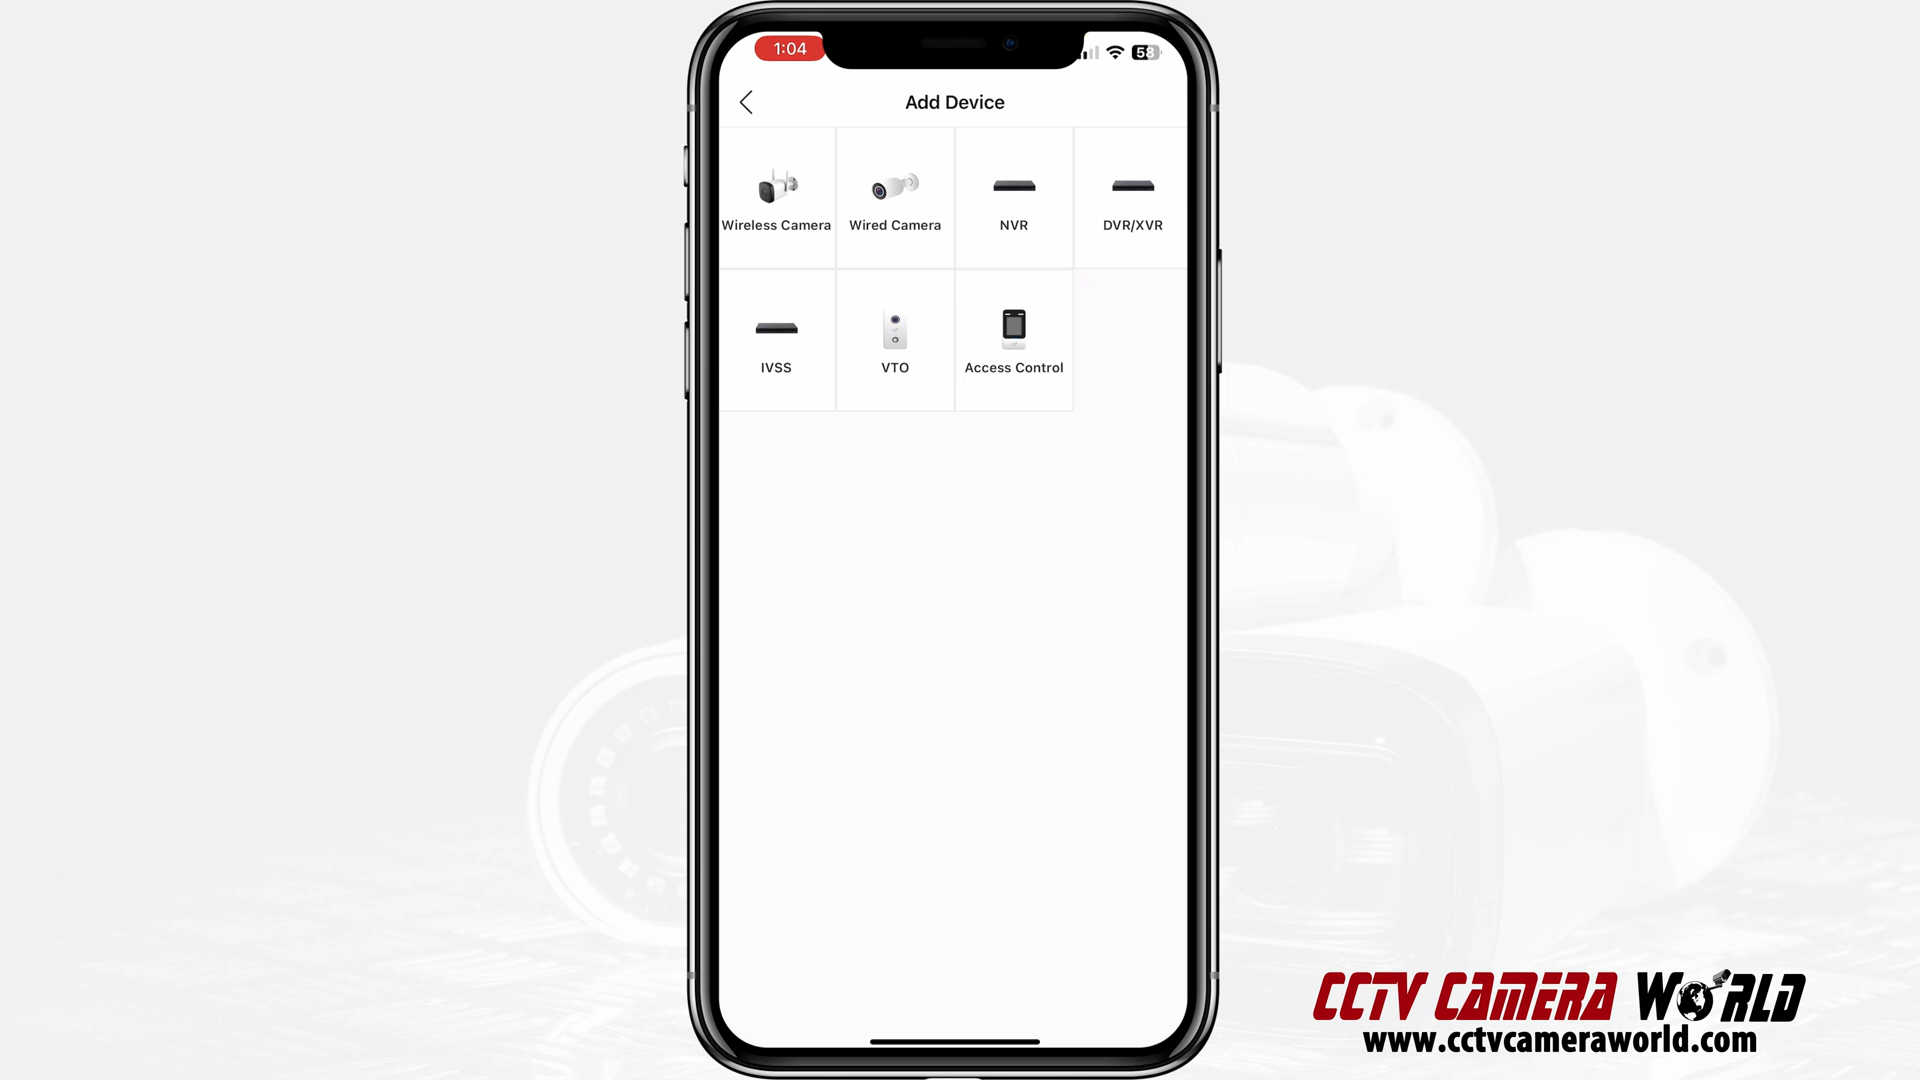 1:04
58
Add Device
Wireless Camera
Wired Camera
NVR
DVR/XVR
IVSS
VTO
Access Control
CCTV CAMERA WORLD
www.cctvcameraworld.com